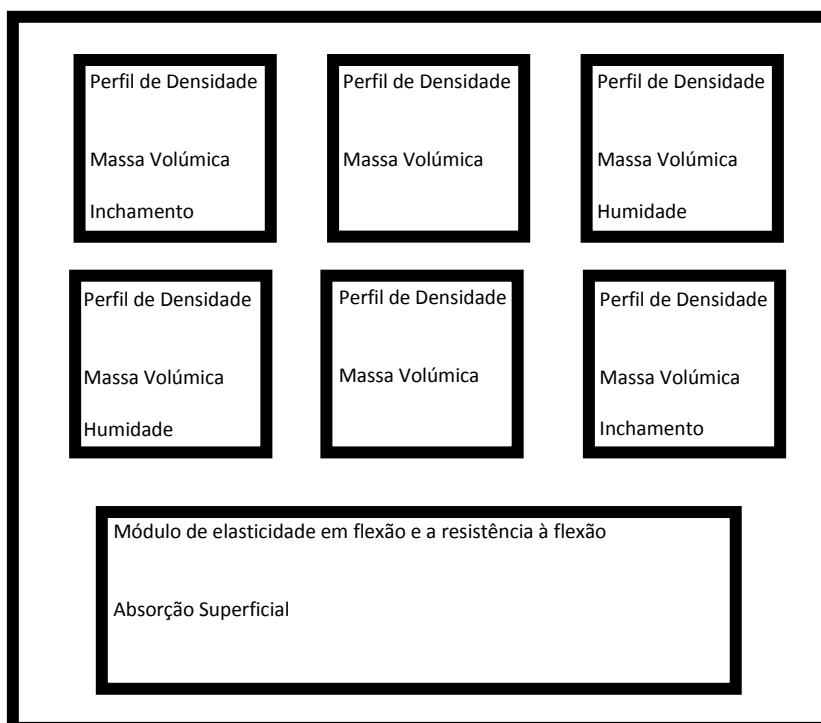 Perfil de Densidade
Massa Volúmica
Inchamento
Perfil de Densidade
Massa Volúmica
Perfil de Densidade
Massa Volúmica
Humidade
Perfil de Densidade
Massa Volúmica
Humidade
Perfil de Densidade
Massa Volúmica
Perfil de Densidade
Massa Volúmica
Inchamento
Módulo de elasticidade em flexão e a resistência à flexão
Absorção Superficial